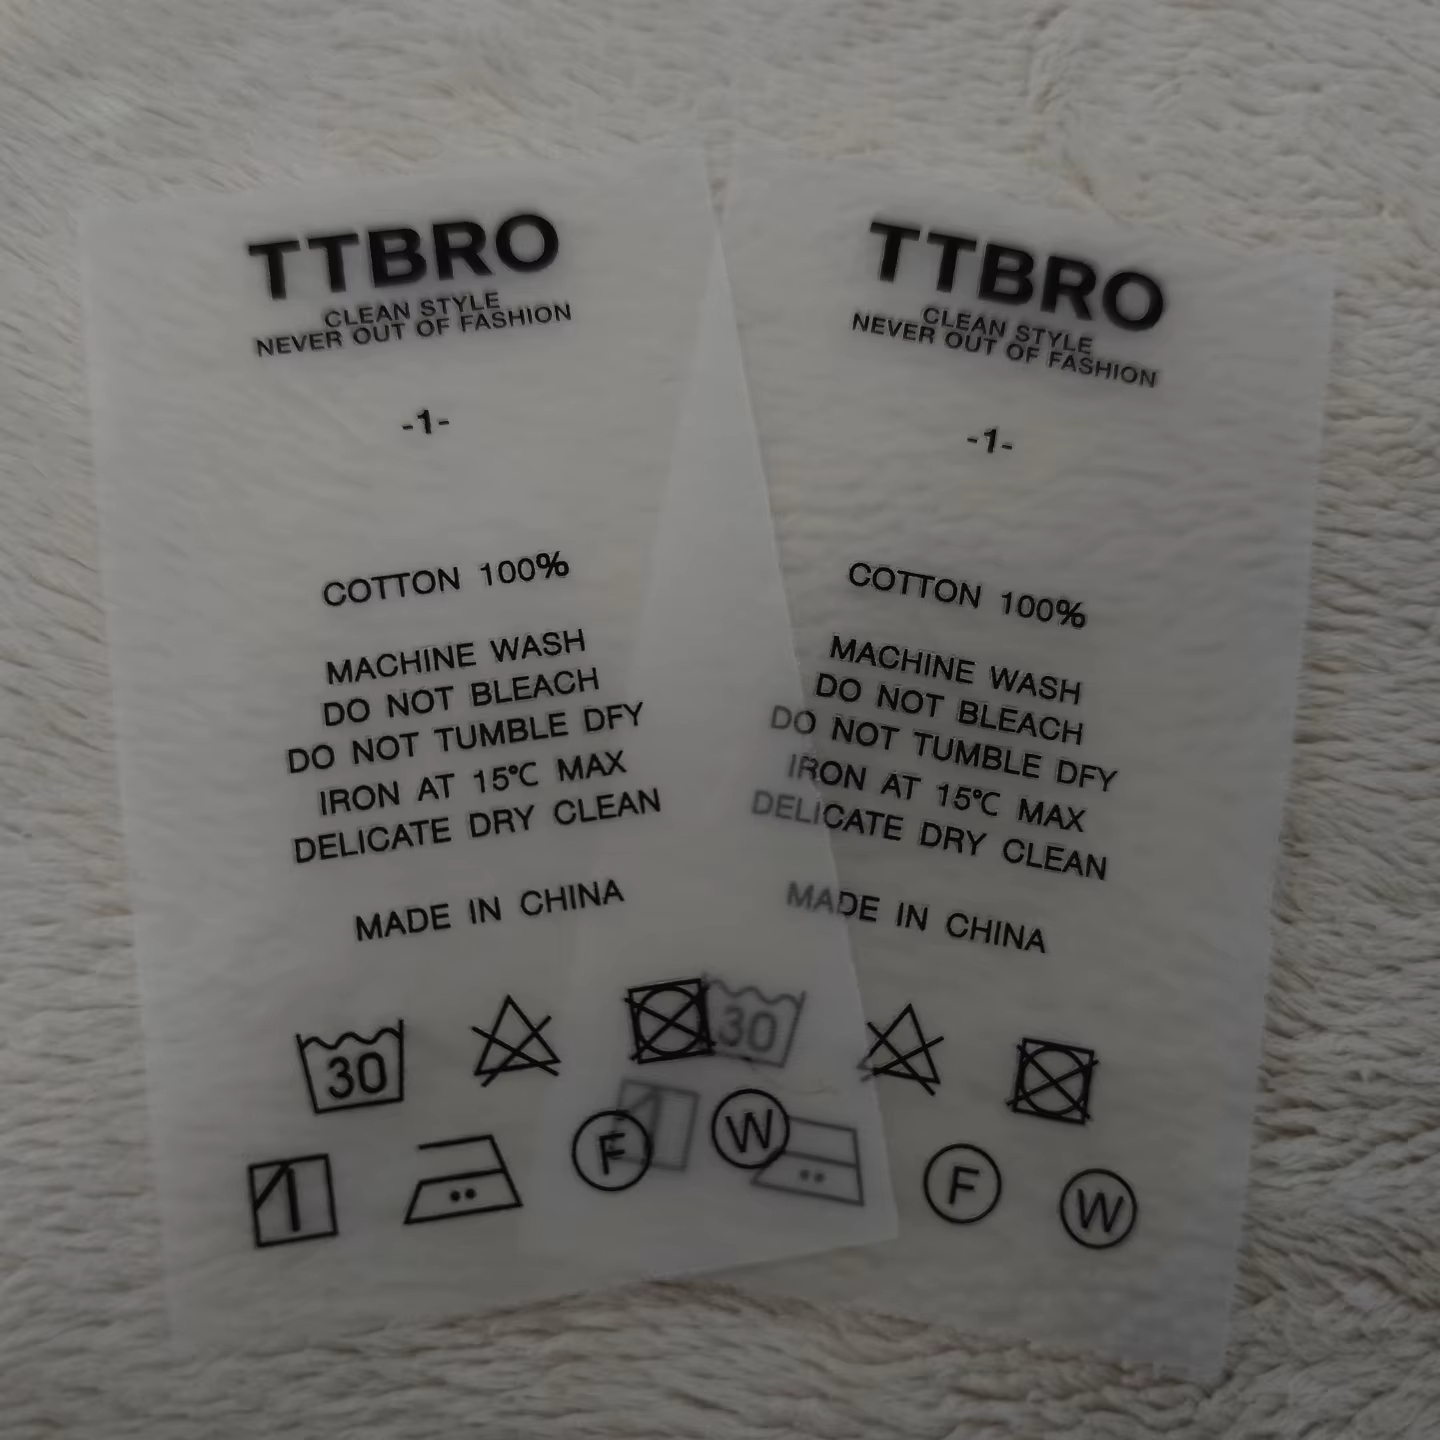 TTBRO
CLEAN STYLE
NEVER OUT OF FASHION
-1-
COTTON 100%
MACHINE WASH
DO NOT BLEACH
DO NOT TUMBLE DFY
IRON AT 15℃ MAX
DELICATE DRY CLEAN
MADE IN CHINA
30
F
W
TTBRO
CLEAN STYLE
NEVER OUT OF FASHION
-1-
COTTON 100%
MACHINE WASH
DO NOT BLEACH
DO NOT TUMBLE DFY
IRON AT 15℃ MAX
DELICATE DRY CLEAN
MADE IN CHINA
30
F
W